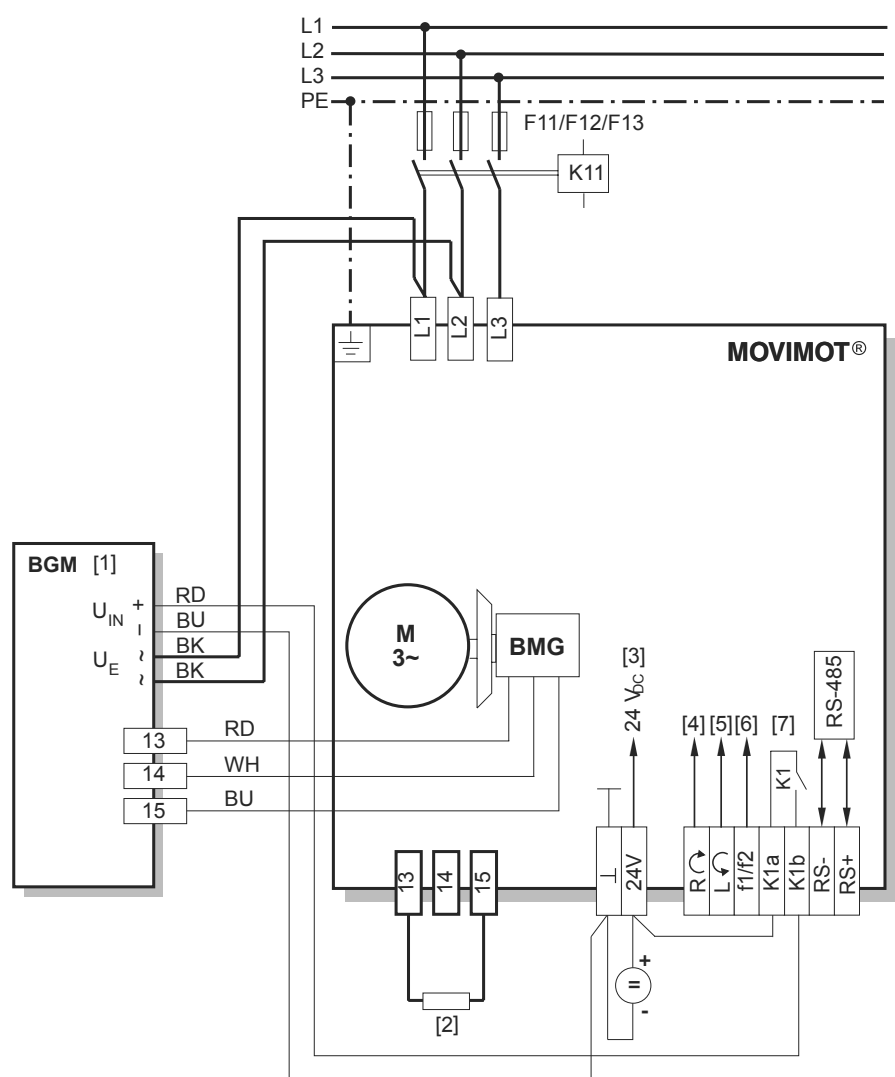 L1
L2
L3
PE
F11/F12/F13
K11
L1
L2
L3
MOVIMOT®
BGM [1]
U_IN + RD
– BU
U_E ~ BK
~ BK
M
3~
BMG
13 RD
14 WH
15 BU
[3]
24 V_DC
[4] [5] [6] [7]
RS-485
K1
13
14
15
⊥
24V
R
L
f1/f2
K1a
K1b
RS-
RS+
[2]
+
=
-